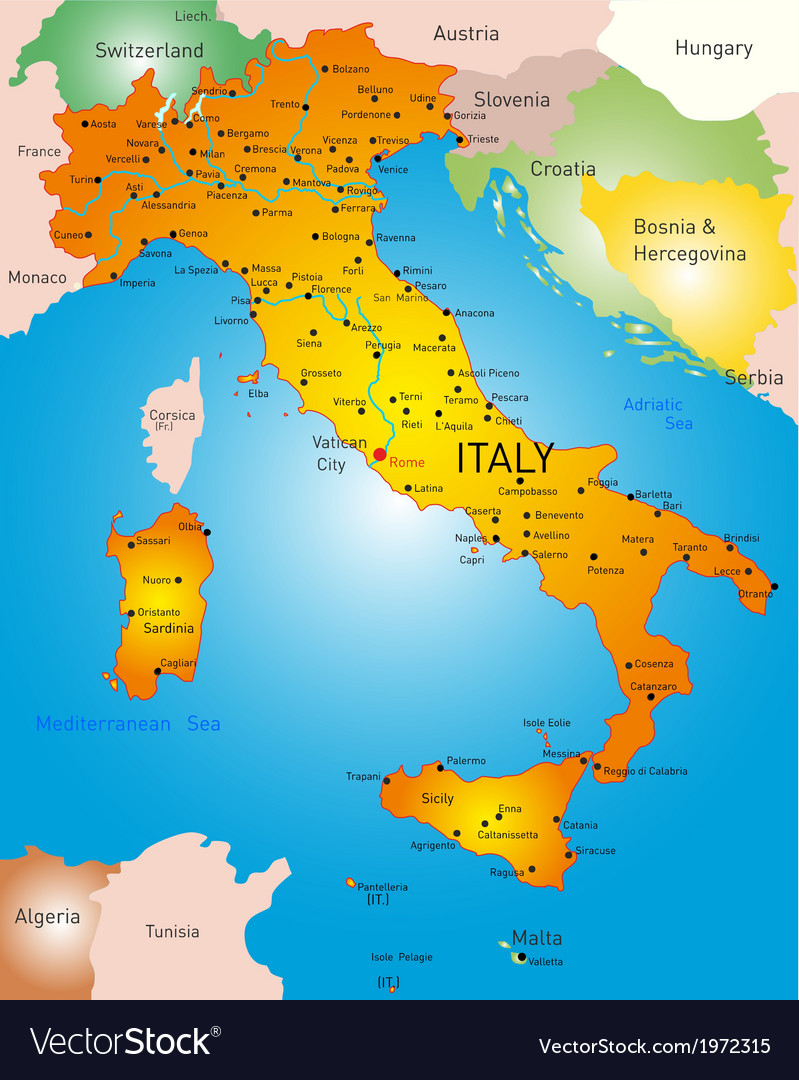 Liech.
Switzerland
Austria
Hungary
Slovenia
Croatia
Bosnia &
Hercegovina
Serbia
France
Monaco
Bolzano
Sondrio
Belluno
Trento
Udine
Pordenone
Gorizia
Trieste
Aosta
Varese
Como
Bergamo
Novara
Milan
Brescia
Verona
Vicenza
Treviso
Vercelli
Padova
Venice
Turin
Pavia
Cremona
Mantova
Rovigo
Asti
Piacenza
Alessandria
Parma
Ferrara
Cuneo
Genoa
Savona
Bologna
Ravenna
Imperia
La Spezia
Massa
Lucca
Pistoia
Forli
Rimini
Pesaro
Florence
San Marino
Pisa
Livorno
Anacona
Arezzo
Siena
Perugia
Macerata
Grosseto
Ascoli Piceno
Elba
Viterbo
Terni
Teramo
Pescara
Rieti
L'Aquila
Chieti
Corsica
(Fr.)
Adriatic
Sea
Vatican
City
Rome
ITALY
Latina
Campobasso
Foggia
Barletta
Bari
Caserta
Benevento
Naples
Avellino
Matera
Taranto
Brindisi
Capri
Salerno
Potenza
Lecce
Otranto
Olbia
Sassari
Nuoro
Oristanto
Sardinia
Cagliari
Cosenza
Catanzaro
Mediterranean Sea
Isole Eolie
Messina
Palermo
Reggio di Calabria
Trapani
Sicily
Enna
Caltanissetta
Catania
Agrigento
Siracuse
Ragusa
Pantelleria
(IT.)
Algeria
Tunisia
Malta
Valletta
Isole Pelagie
(IT.)
VectorStock®
VectorStock.com/1972315